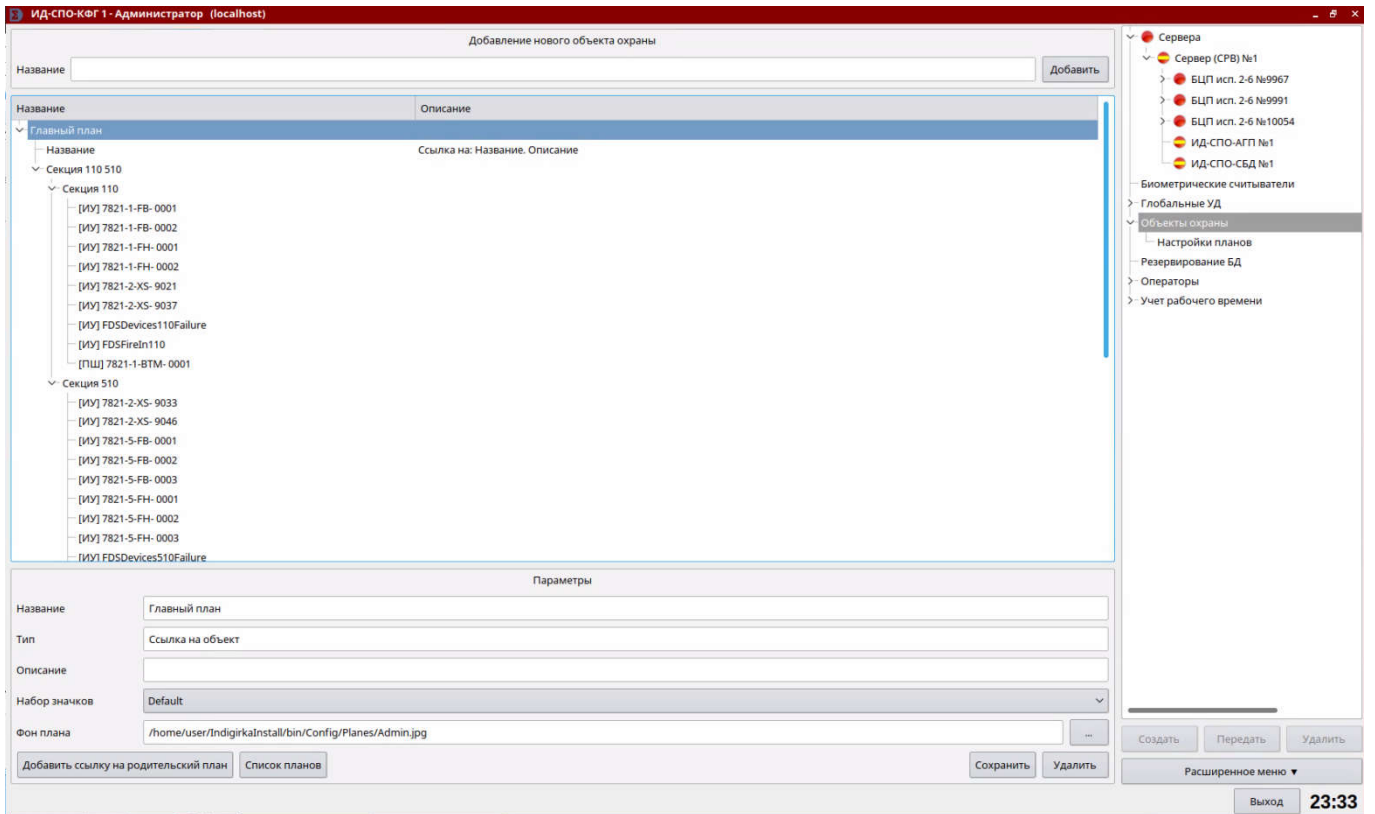 ИД-СПО-КФГ 1 - Администратор (localhost)
Добавление нового объекта охраны
Название
Добавить
Название Описание
Главный план
Название Ссылка на: Название. Описание
Секция 110 510
Секция 110
[ИУ] 7821-1-FB- 0001
[ИУ] 7821-1-FB- 0002
[ИУ] 7821-1-FH- 0001
[ИУ] 7821-1-FH- 0002
[ИУ] 7821-2-XS- 9021
[ИУ] 7821-2-XS- 9037
[ИУ] FDSDevices110Failure
[ИУ] FDSFireIn110
[ПШ] 7821-1-BTM- 0001
Секция 510
[ИУ] 7821-2-XS- 9033
[ИУ] 7821-2-XS- 9046
[ИУ] 7821-5-FB- 0001
[ИУ] 7821-5-FB- 0002
[ИУ] 7821-5-FB- 0003
[ИУ] 7821-5-FH- 0001
[ИУ] 7821-5-FH- 0002
[ИУ] 7821-5-FH- 0003
[ИУ] FDSDevices510Failure
Параметры
Название Главный план
Тип Ссылка на объект
Описание
Набор значков Default
Фон плана /home/user/IndigirkaInstall/bin/Config/Planes/Admin.jpg ...
Добавить ссылку на родительский план Список планов Сохранить Удалить
Сервера
Сервер (СРВ) №1
БЦП исп. 2-6 №9967
БЦП исп. 2-6 №9991
БЦП исп. 2-6 №10054
ИД-СПО-АГП №1
ИД-СПО-СБД №1
Биометрические считыватели
Глобальные УД
Объекты охраны
Настройки планов
Резервирование БД
Операторы
Учет рабочего времени
Создать Передать Удалить
Расширенное меню ▼
Выход 23:33